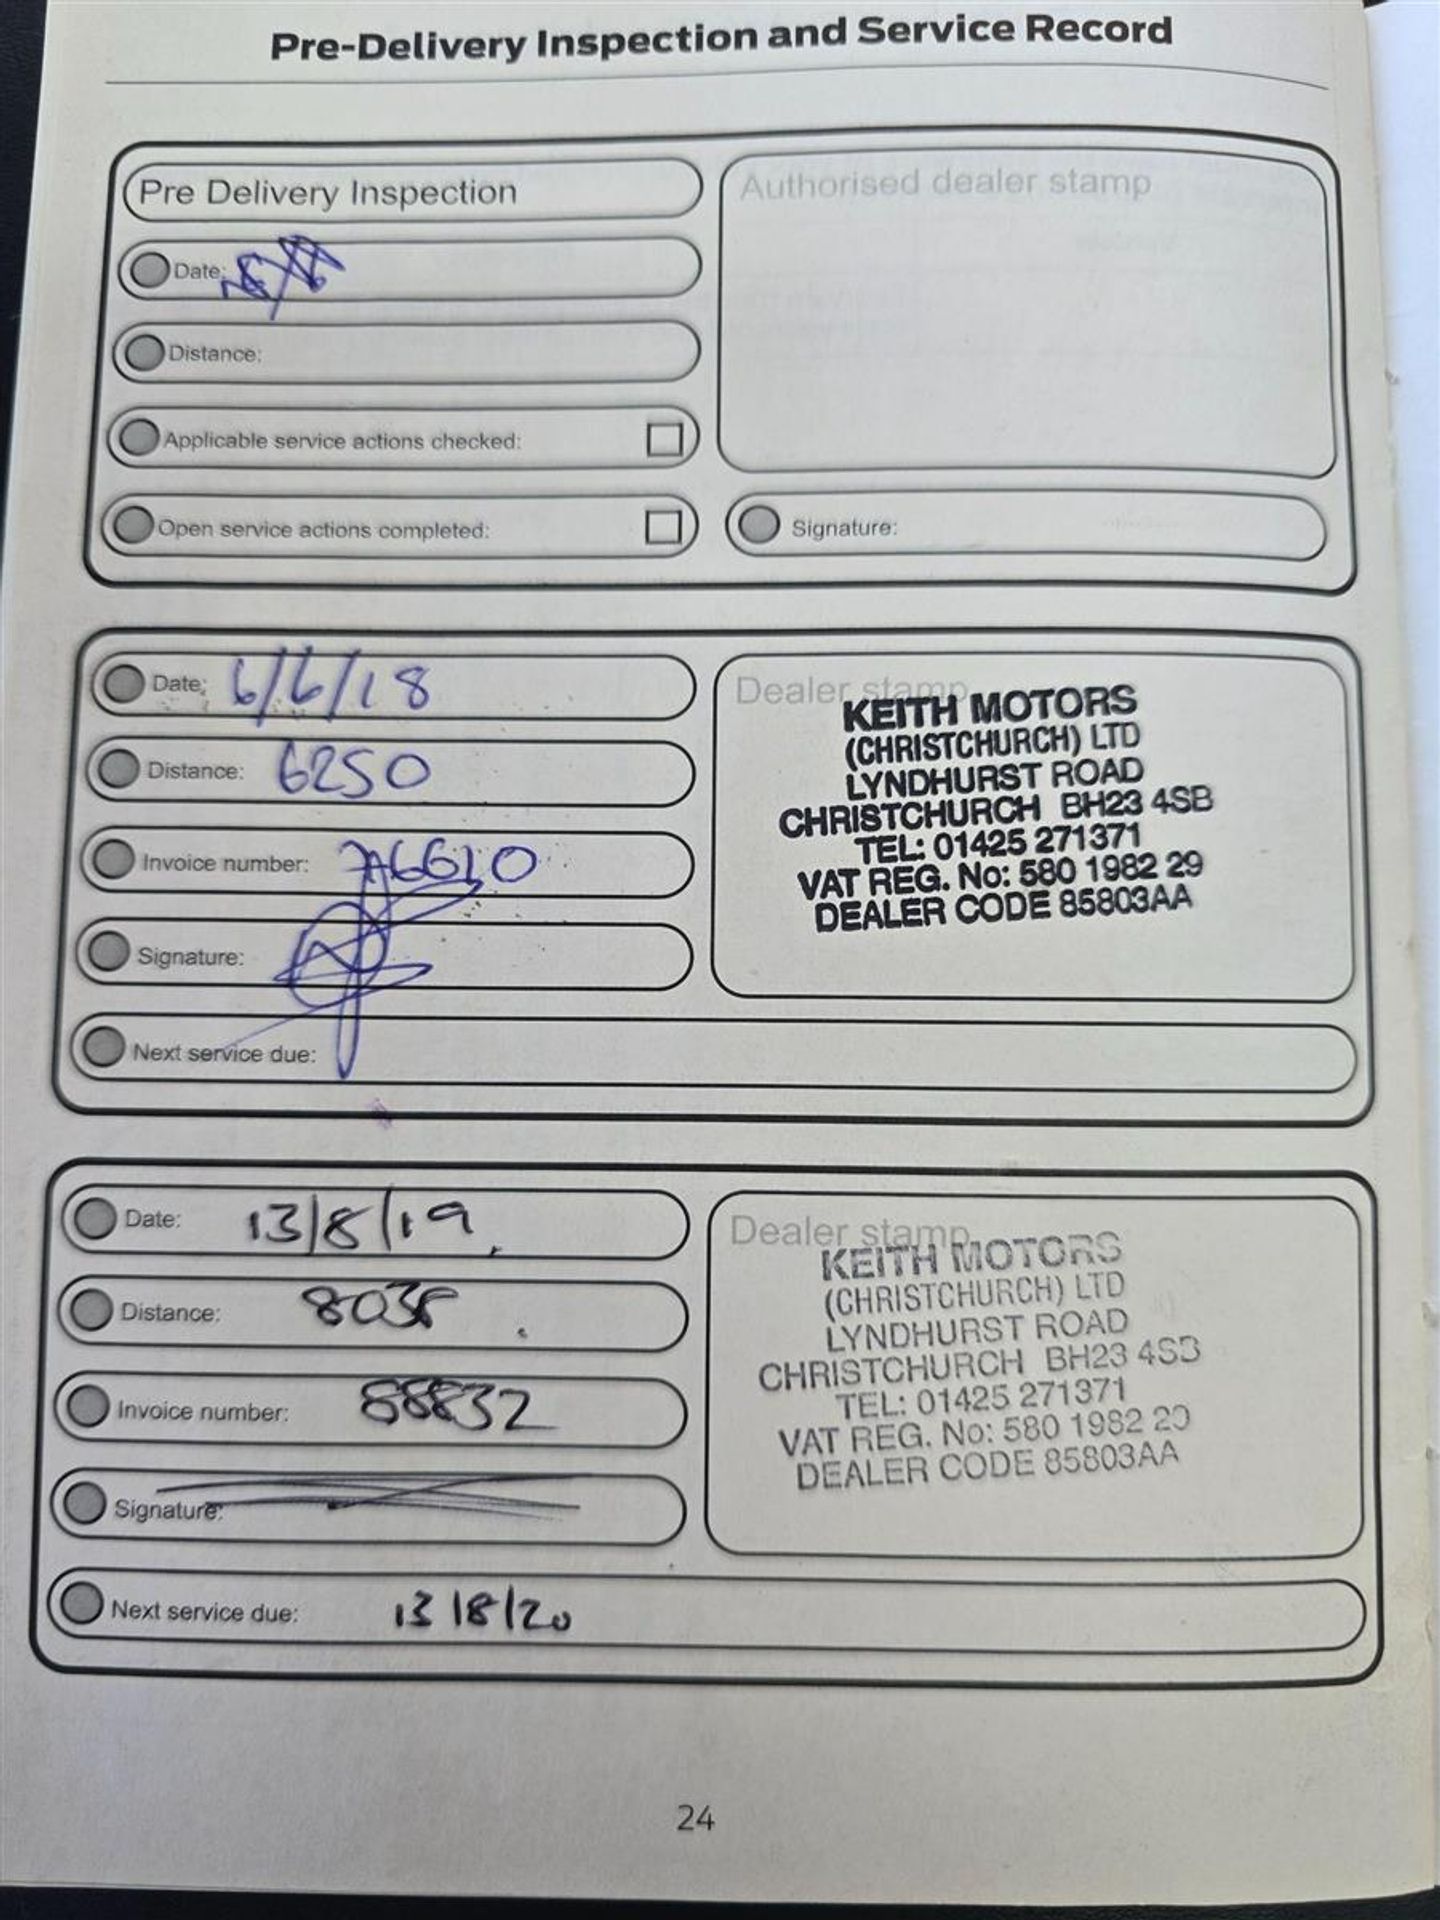 Pre-Delivery Inspection and Service Record
Pre Delivery Inspection
Authorised dealer stamp
Date:
Distance:
Applicable service actions checked:
Open service actions completed:
Signature:
Date: 6/6/18
Distance: 6250
Invoice number:
Signature:
Next service due:
Dealer stamp
KEITH MOTORS
(CHRISTCHURCH) LTD
LYNDHURST ROAD
CHRISTCHURCH BH23 4SB
TEL: 01425 271371
VAT REG. No: 580 1982 29
DEALER CODE 85803AA
Date: 13/8/19
Distance: 8038
Invoice number: 88832
Signature:
Next service due: 13/8/20
Dealer stamp
KEITH MOTORS
(CHRISTCHURCH) LTD
LYNDHURST ROAD
CHRISTCHURCH BH23 4SB
TEL: 01425 271371
VAT REG. No: 580 1982 29
DEALER CODE 85803AA
24